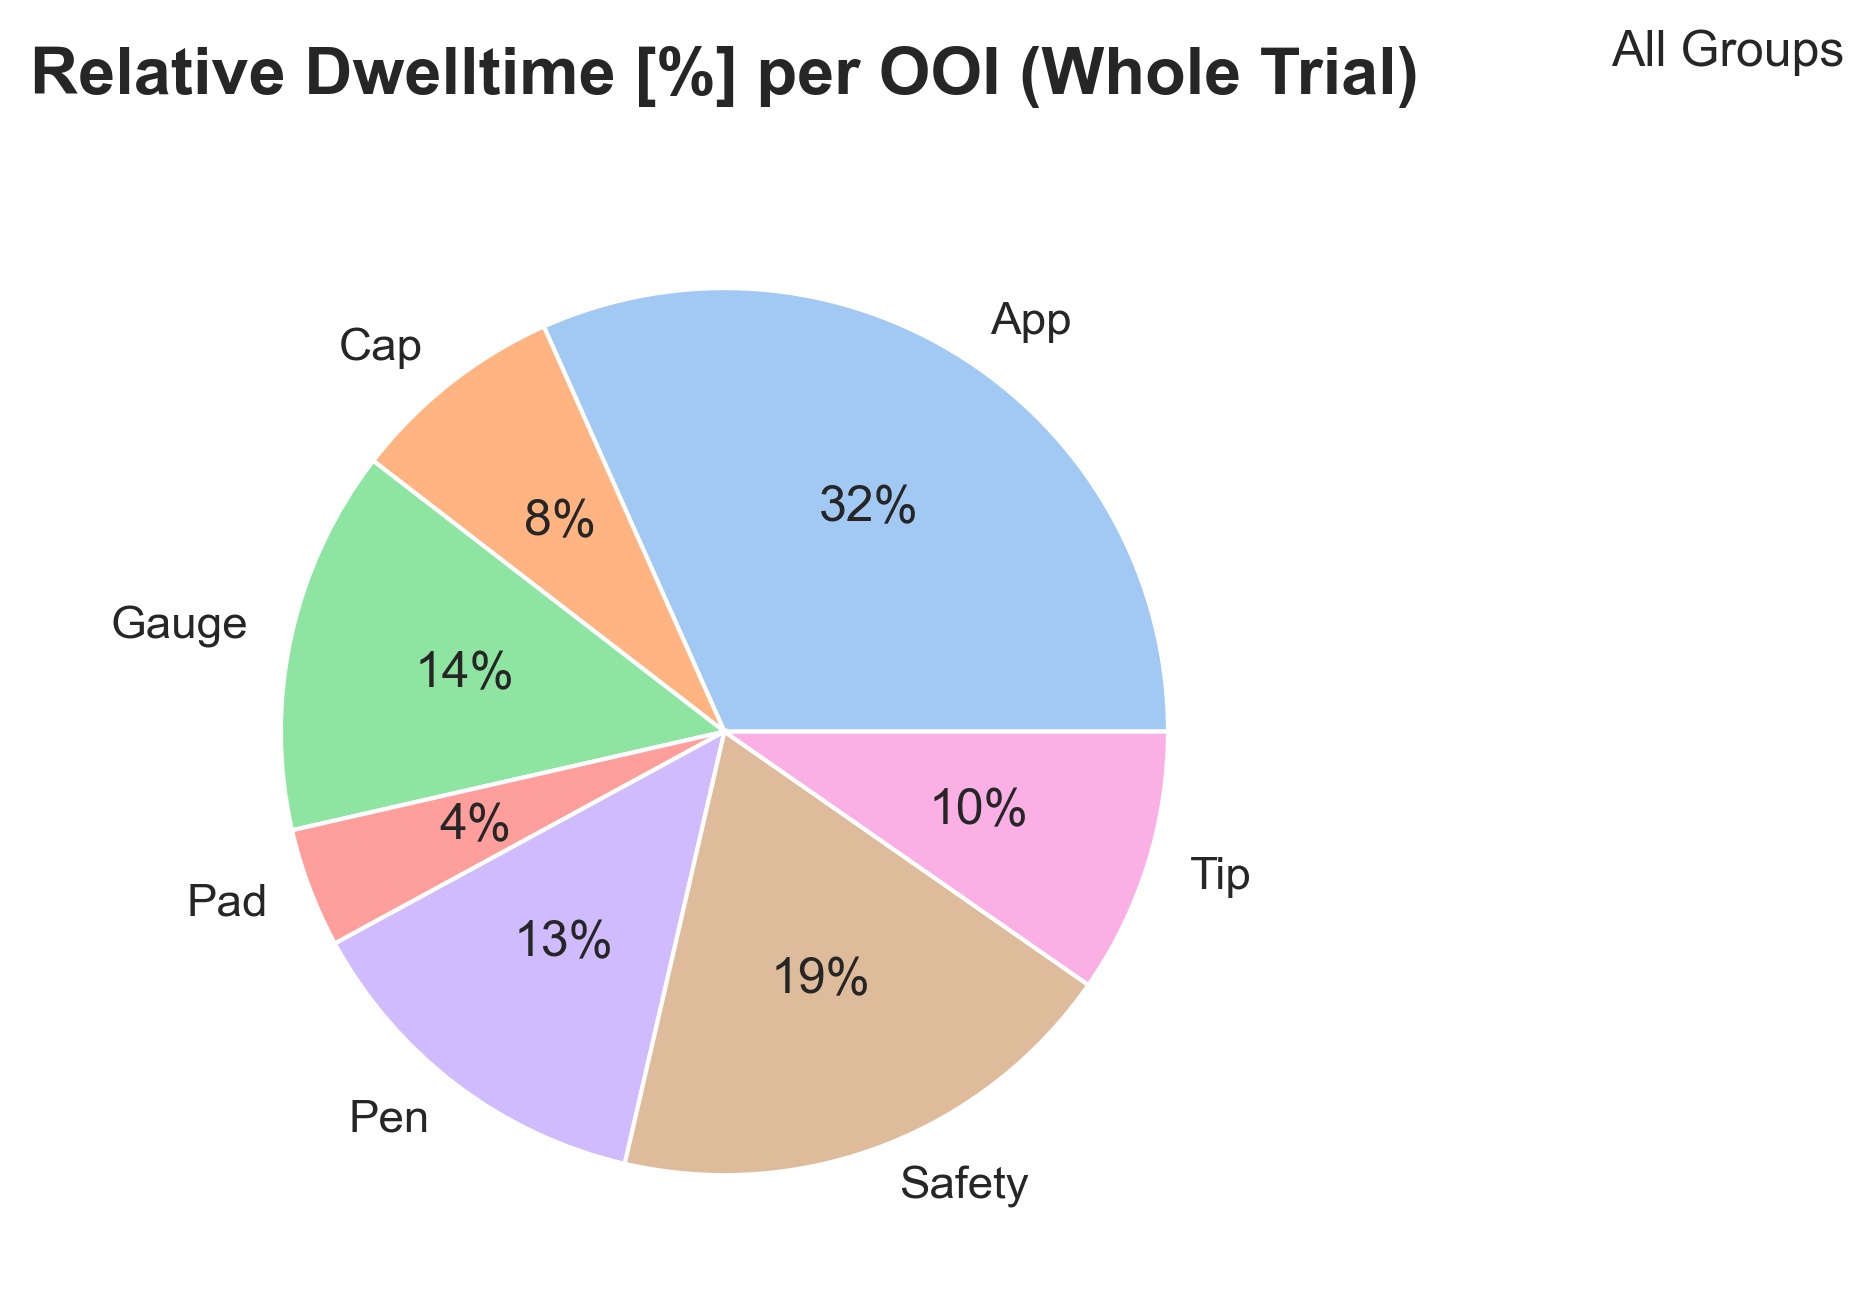 Relative Dwelltime [%] per OOI (Whole Trial)
All Groups
App
32%
Cap
8%
Gauge
14%
Pad
4%
Pen
13%
Safety
19%
Tip
10%